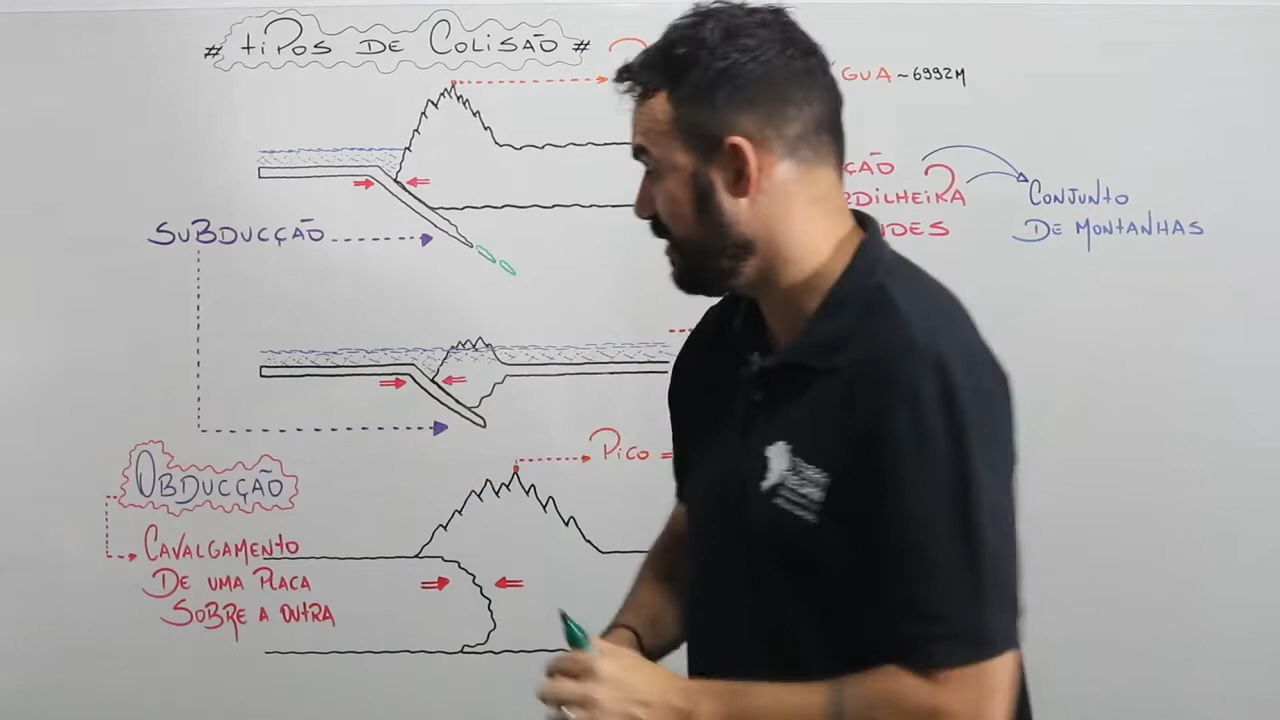 # TIPOS DE COLISÃO #
GUA ~6992M
ÇÃO
DILHEIRA
DES
CONJUNTO
DE MONTANHAS
SUBDUCÇÃO
PICO =
OBDUCÇÃO
CAVALGAMENTO
DE UMA PLACA
SOBRE A OUTRA